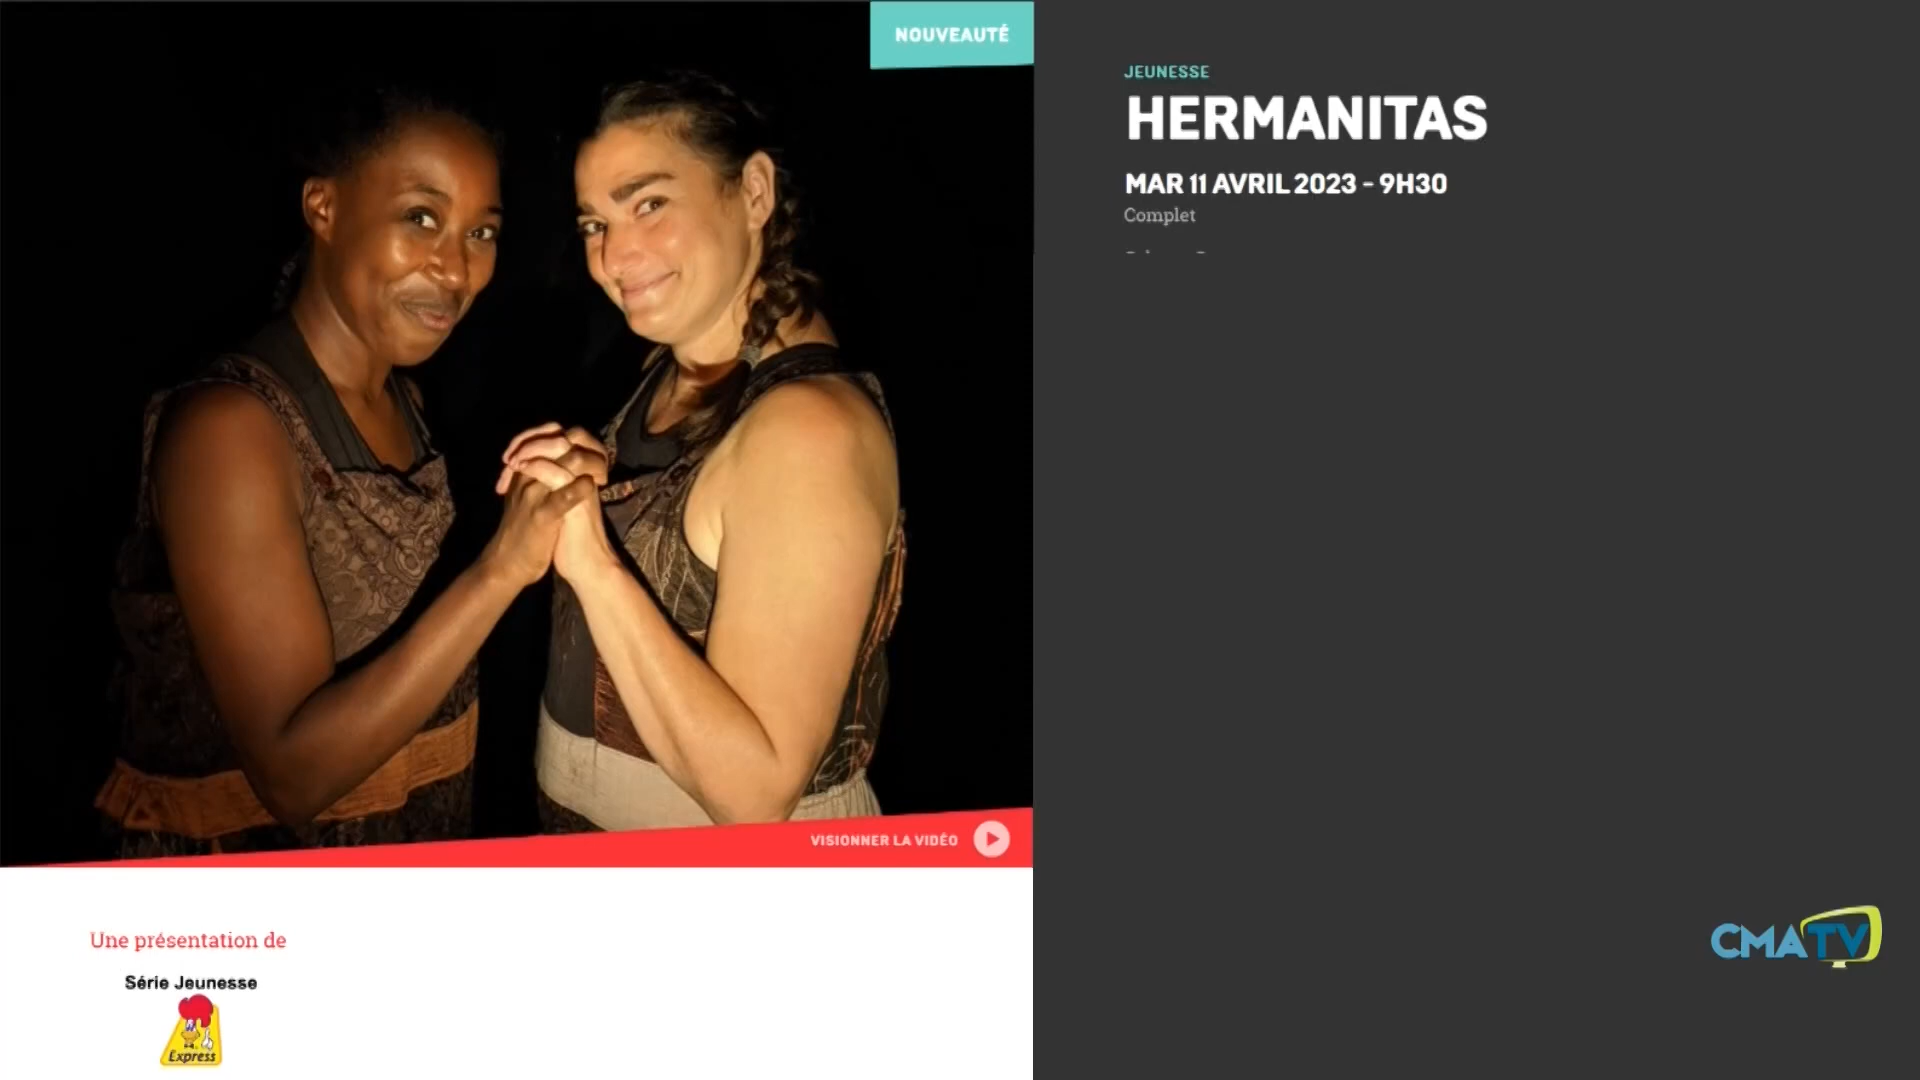 NOUVEAUTÉ
JEUNESSE
HERMANITAS
MAR 11 AVRIL 2023 - 9H30
Complet
VISIONNER LA VIDÉO
Une présentation de
Série Jeunesse
Express
CMATV